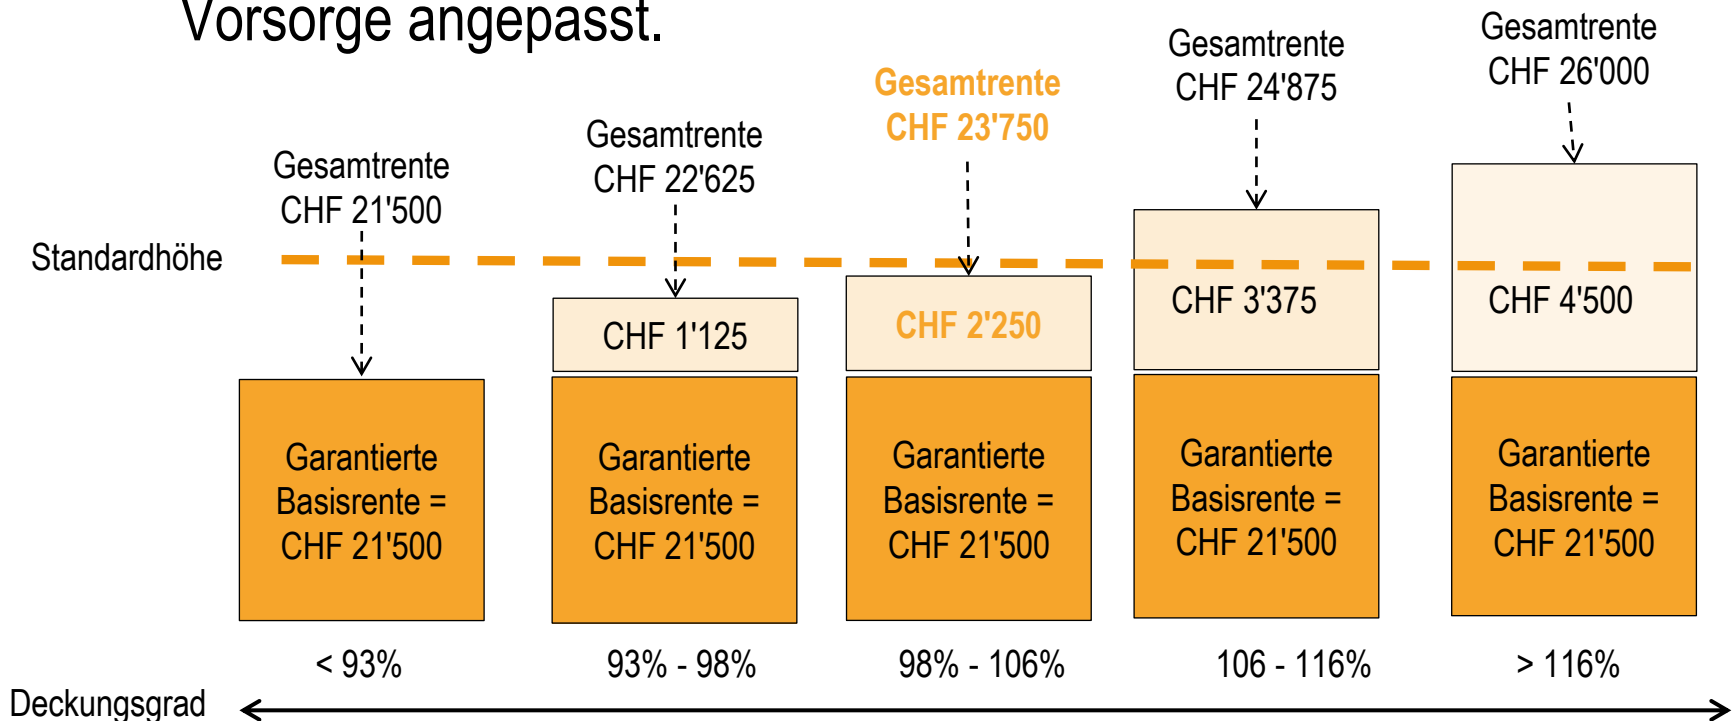 Vorsorge angepasst.
Gesamtrente
CHF 21'500
Gesamtrente
CHF 22'625
Gesamtrente
CHF 23'750
Gesamtrente
CHF 24'875
Gesamtrente
CHF 26'000
Standardhöhe
CHF 1'125
CHF 2'250
CHF 3'375
CHF 4'500
Garantierte
Basisrente =
CHF 21'500
Garantierte
Basisrente =
CHF 21'500
Garantierte
Basisrente =
CHF 21'500
Garantierte
Basisrente =
CHF 21'500
Garantierte
Basisrente =
CHF 21'500
< 93%
93% - 98%
98% - 106%
106 - 116%
> 116%
Deckungsgrad